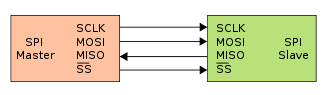 SPI
Master
SCLK
MOSI
MISO
SS
SCLK
MOSI
MISO
SS
SPI
Slave